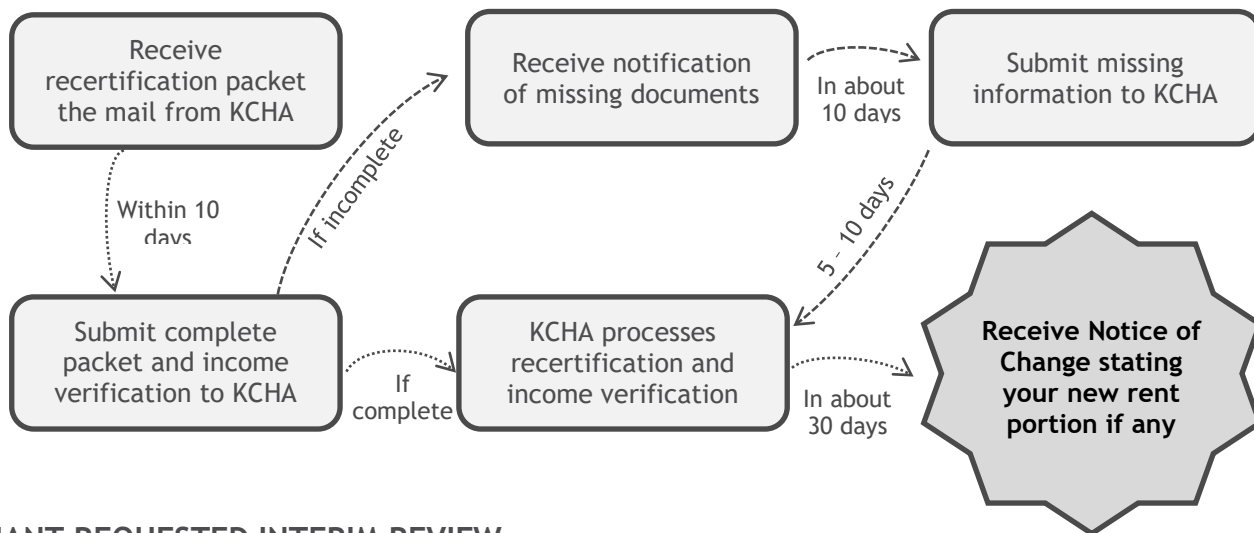 Receive
recertification packet
the mail from KCHA
Receive notification
of missing documents
In about
10 days
Submit missing
information to KCHA
Within 10
days
If incomplete
5 – 10 days
Submit complete
packet and income
verification to KCHA
If
complete
KCHA processes
recertification and
income verification
In about
30 days
Receive Notice of
Change stating
your new rent
portion if any